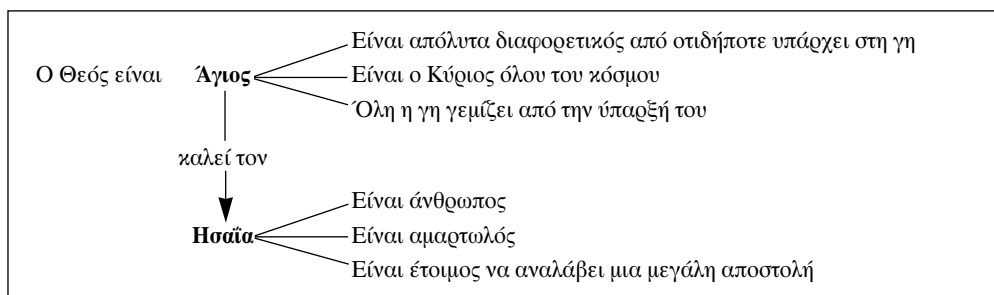 Είναι απόλυτα διαφορετικός από οτιδήποτε υπάρχει στη γη
Ο Θεός είναι Άγιος Είναι ο Κύριος όλου του κόσμου
Όλη η γη γεμίζει από την ύπαρξή του
καλεί τον
Είναι άνθρωπος
Ησαΐα Είναι αμαρτωλός
Είναι έτοιμος να αναλάβει μια μεγάλη αποστολή